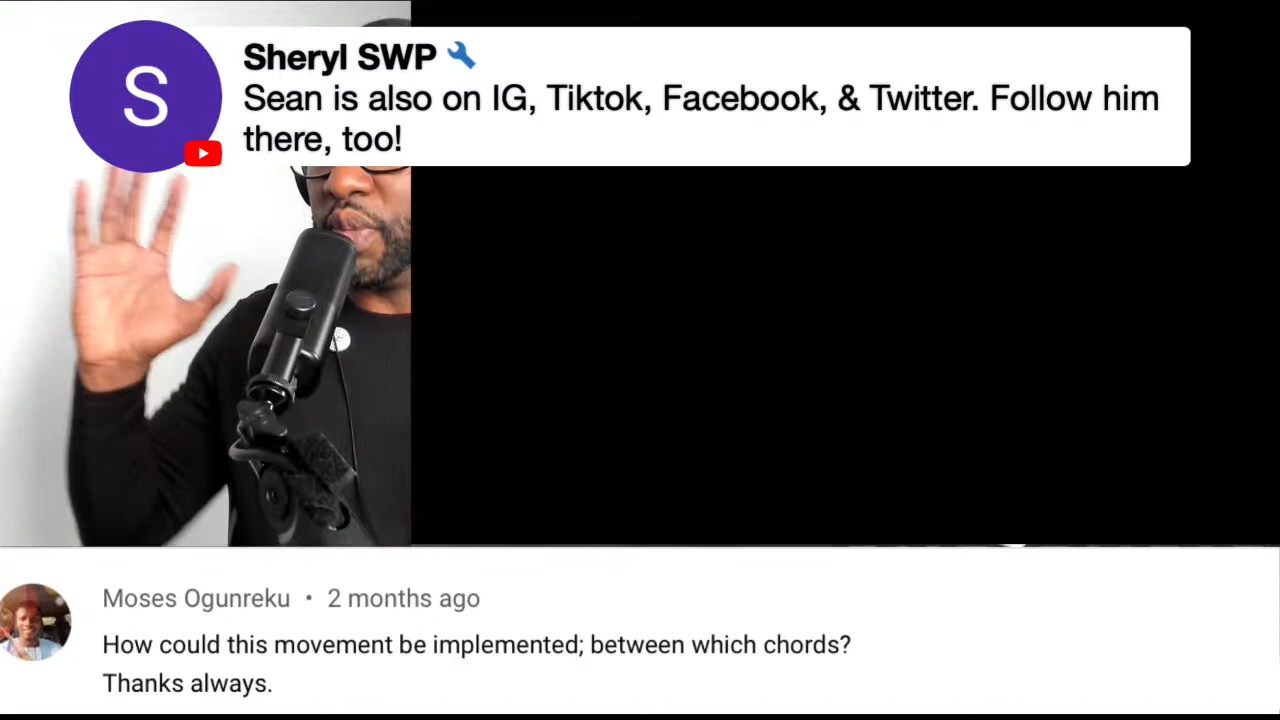 S
Sheryl SWP
Sean is also on IG, Tiktok, Facebook, & Twitter. Follow him
there, too!
Moses Ogunreku • 2 months ago
How could this movement be implemented; between which chords?
Thanks always.